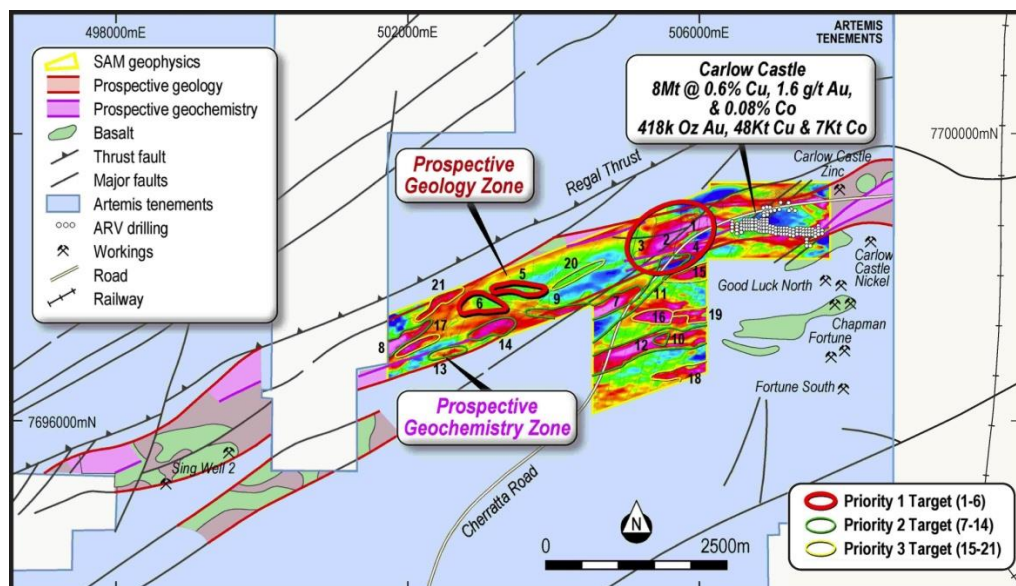 498000mE
502000mE
506000mE
ARTEMIS
TENEMENTS
SAM geophysics
Prospective geology
Prospective geochemistry
Basalt
Thrust fault
Major faults
Artemis tenements
ARV drilling
Workings
Road
Railway
Carlow Castle
8Mt @ 0.6% Cu, 1.6 g/t Au,
& 0.08% Co
418k Oz Au, 48Kt Cu & 7Kt Co
7700000mN
Prospective
Geology Zone
Regal Thrust
Carlow Castle
Zinc
1
2
3
4
15
20
5
6
9
21
17
8
13
14
7
11
16
19
12
10
18
Carlow
Castle
Nickel
Good Luck North
Chapman
Fortune
Fortune South
Prospective
Geochemistry Zone
7696000mN
Sing Well 2
Cherratta Road
N
0
2500m
Priority 1 Target (1-6)
Priority 2 Target (7-14)
Priority 3 Target (15-21)